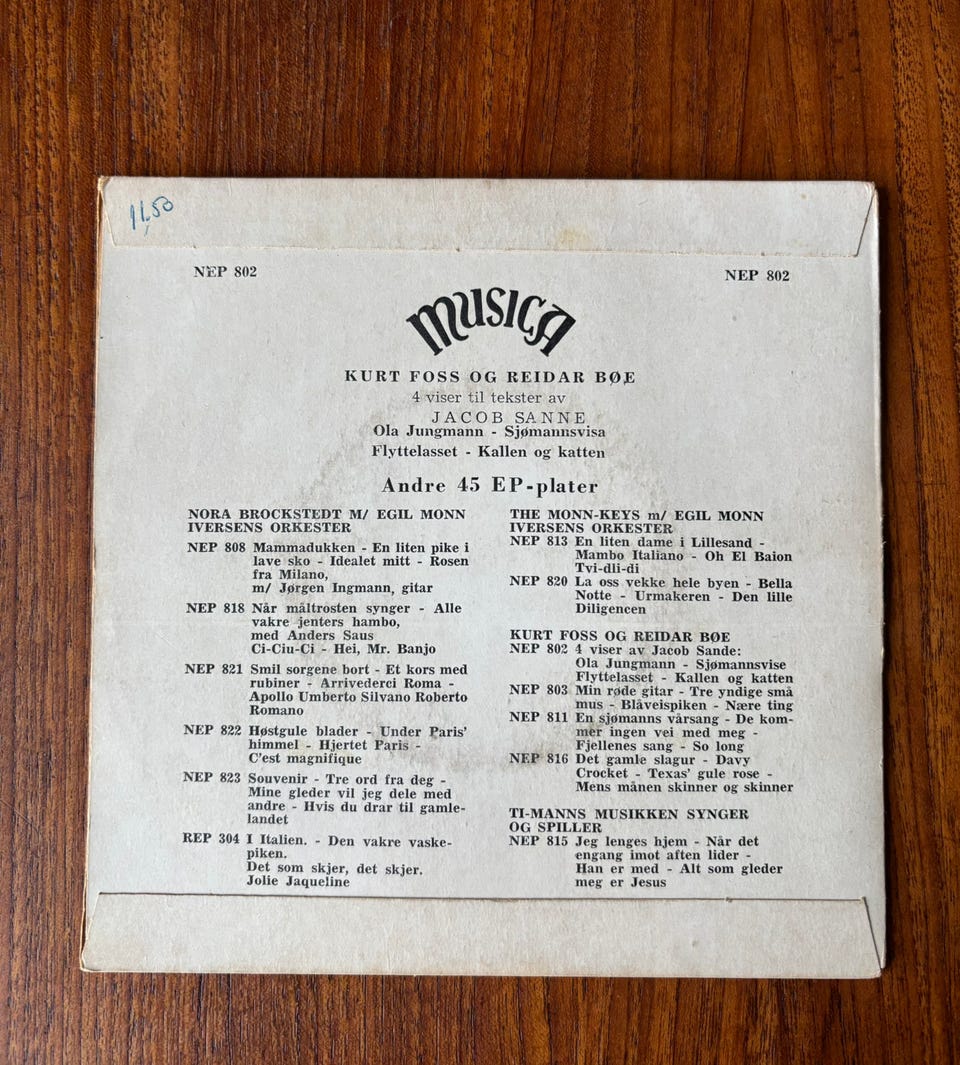 11,50
NEP 802
NEP 802
MUSICA
KURT FOSS OG REIDAR BØE
4 viser til tekster av
JACOB SANNE
Ola Jungmann - Sjømannsvisa
Flyttelasset - Kallen og katten
Andre 45 EP-plater
NORA BROCKSTEDT M/ EGIL MONN
IVERSENS ORKESTER
NEP 808 Mammadukken - En liten pike i
lave sko - Idealet mitt - Rosen
fra Milano,
m/ Jørgen Ingmann, gitar
NEP 818 Når måltrosten synger - Alle
vakre jenters hambo,
med Anders Saus
Ci-Ciu-Ci - Hei, Mr. Banjo
NEP 821 Smil sorgene bort - Et kors med
rubiner - Arrivederci Roma -
Apollo Umberto Silvano Roberto
Romano
NEP 822 Høstgule blader - Under Paris'
himmel - Hjertet Paris -
C'est magnifique
NEP 823 Souvenir - Tre ord fra deg -
Mine gleder vil jeg dele med
andre - Hvis du drar til gamle-
landet
REP 304 I Italien. - Den vakre vaske-
piken.
Det som skjer, det skjer.
Jolie Jaqueline
THE MONN-KEYS m/ EGIL MONN
IVERSENS ORKESTER
NEP 813 En liten dame i Lillesand -
Mambo Italiano - Oh El Baion
Tvi-dli-di
NEP 820 La oss vekke hele byen - Bella
Notte - Urmakeren - Den lille
Diligencen
KURT FOSS OG REIDAR BØE
NEP 802 4 viser av Jacob Sande:
Ola Jungmann - Sjømannsvise
Flyttelasset - Kallen og katten
NEP 803 Min røde gitar - Tre yndige små
mus - Blåveispiken - Nære ting
NEP 811 En sjømanns vårsang - De kom-
mer ingen vei med meg -
Fjellenes sang - So long
NEP 816 Det gamle slagur - Davy
Crocket - Texas' gule rose -
Mens månen skinner og skinner
TI-MANNS MUSIKKEN SYNGER
OG SPILLER
NEP 815 Jeg lenges hjem - Når det
engang imot aften lider -
Han er med - Alt som gleder
meg er Jesus